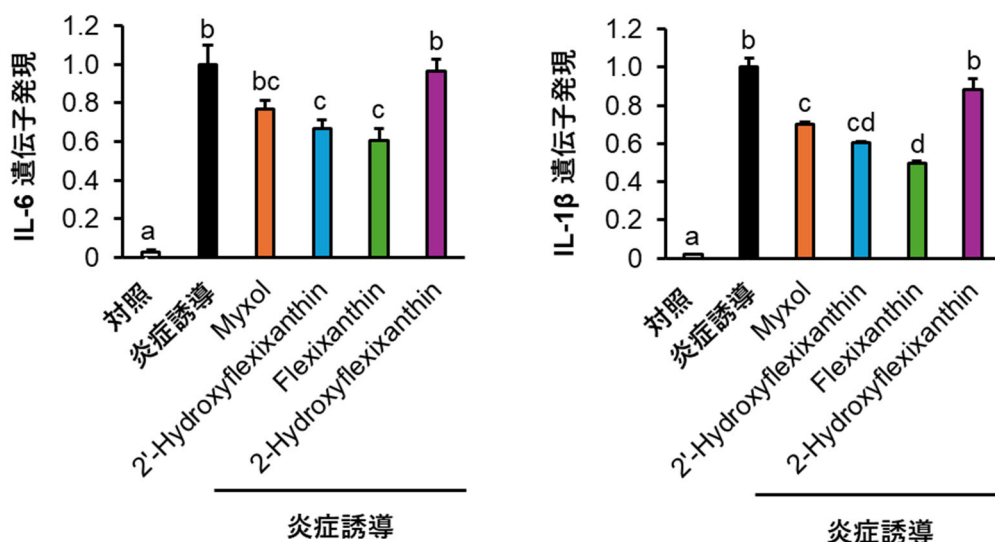 IL-6 遺伝子発現
1.2
1.0
0.8
0.6
0.4
0.2
0
a
b
bc
c
c
b
対照
炎症誘導
Myxol
2'-Hydroxyflexixanthin
Flexixanthin
2-Hydroxyflexixanthin
炎症誘導
IL-1β 遺伝子発現
1.2
1.0
0.8
0.6
0.4
0.2
0
a
b
c
cd
d
b
対照
炎症誘導
Myxol
2'-Hydroxyflexixanthin
Flexixanthin
2-Hydroxyflexixanthin
炎症誘導